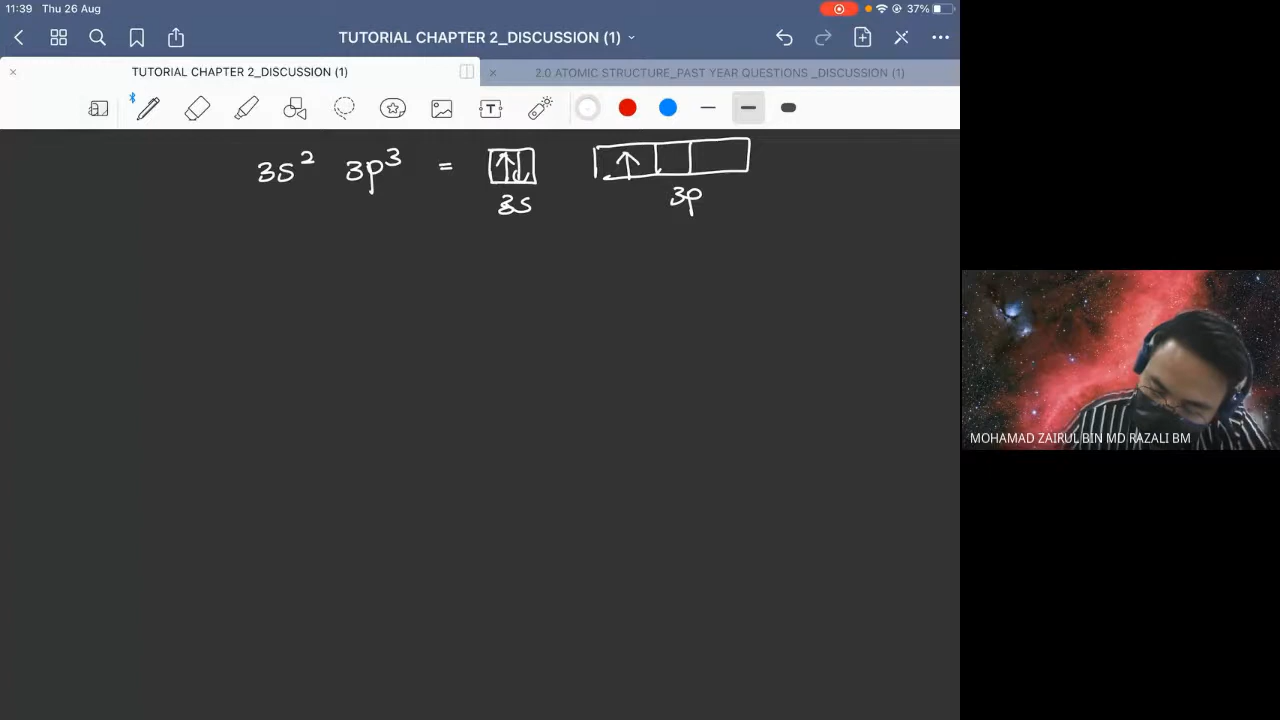 11:39 Thu 26 Aug 37%
TUTORIAL CHAPTER 2_DISCUSSION (1)
TUTORIAL CHAPTER 2_DISCUSSION (1) 2.0 ATOMIC STRUCTURE_PAST YEAR QUESTIONS _DISCUSSION (1)
T
3s² 3p³ = ↑↓ ↑
3s 3p
MOHAMAD ZAIRUL BIN MD RAZALI BM